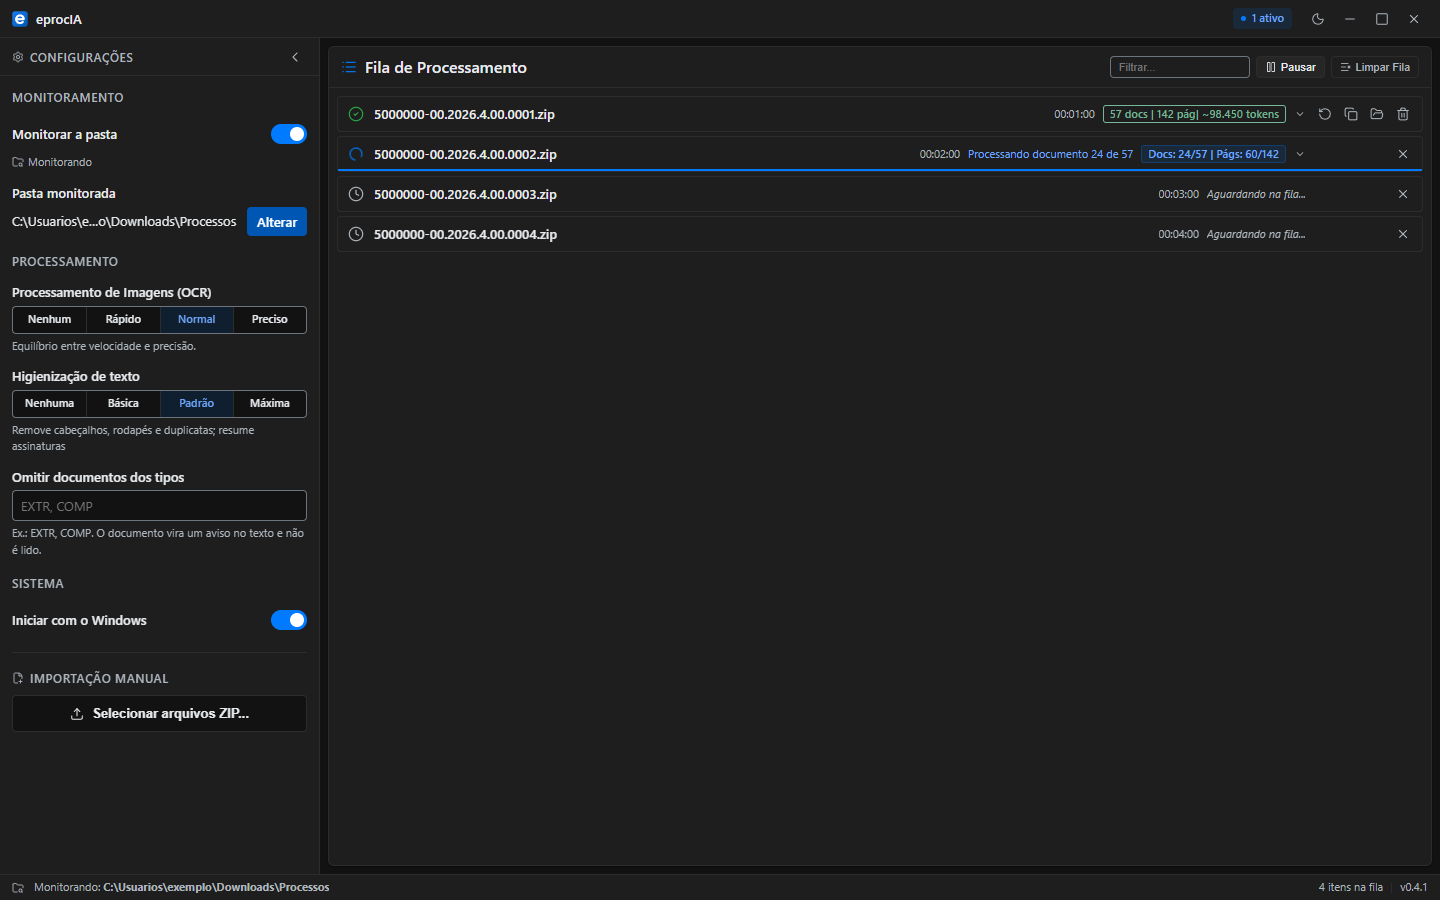 eprocIA
1 ativo
CONFIGURAÇÕES
MONITORAMENTO
Monitorar a pasta
Monitorando
Pasta monitorada
C:\Usuarios\e...o\Downloads\Processos
Alterar
PROCESSAMENTO
Processamento de Imagens (OCR)
Nenhum Rápido Normal Preciso
Equilíbrio entre velocidade e precisão.
Higienização de texto
Nenhuma Básica Padrão Máxima
Remove cabeçalhos, rodapés e duplicatas; resume
assinaturas
Omitir documentos dos tipos
EXTR, COMP
Ex.: EXTR, COMP. O documento vira um aviso no texto e não
é lido.
SISTEMA
Iniciar com o Windows
IMPORTAÇÃO MANUAL
Selecionar arquivos ZIP...
Fila de Processamento
Filtrar...
Pausar
Limpar Fila
5000000-00.2026.4.00.0001.zip 00:01:00 57 docs | 142 pág| ~98.450 tokens
5000000-00.2026.4.00.0002.zip 00:02:00 Processando documento 24 de 57 Docs: 24/57 | Págs: 60/142
5000000-00.2026.4.00.0003.zip 00:03:00 Aguardando na fila...
5000000-00.2026.4.00.0004.zip 00:04:00 Aguardando na fila...
Monitorando: C:\Usuarios\exemplo\Downloads\Processos
4 itens na fila
v0.4.1